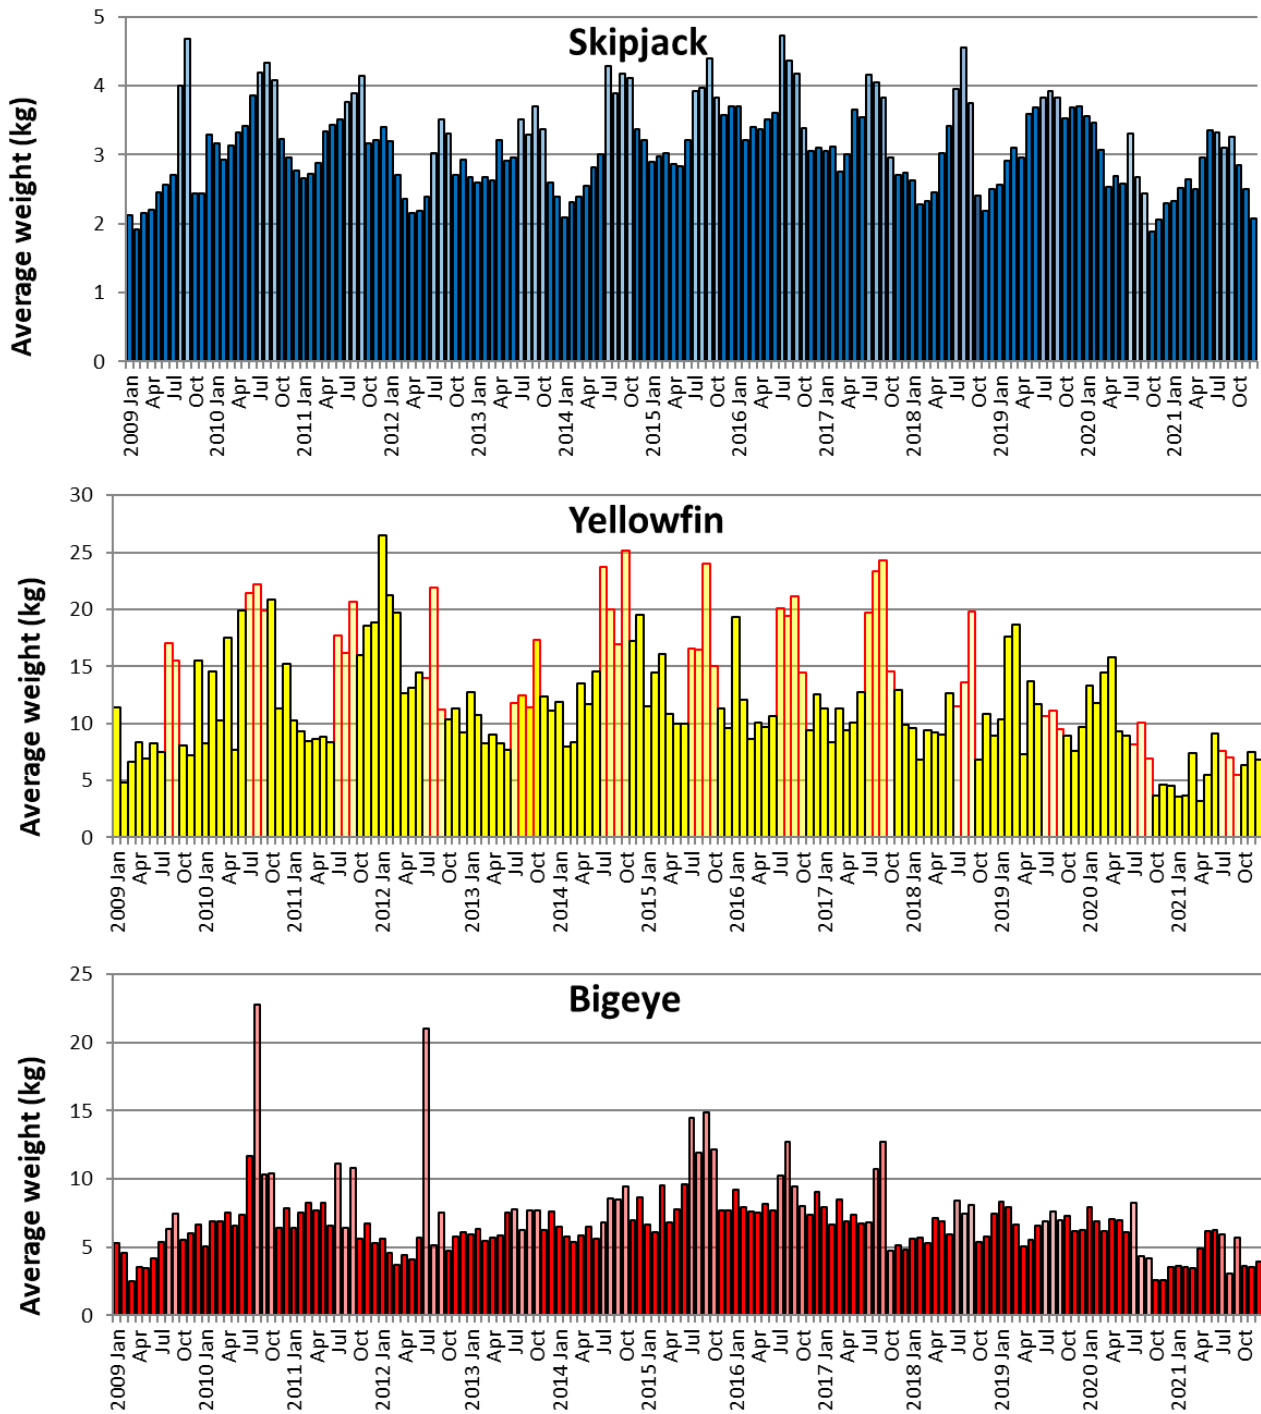 Skipjack
Average weight (kg)
5
4
3
2
1
0
2009 Jan Apr Jul Oct 2010 Jan Apr Jul Oct 2011 Jan Apr Jul Oct 2012 Jan Apr Jul Oct 2013 Jan Apr Jul Oct 2014 Jan Apr Jul Oct 2015 Jan Apr Jul Oct 2016 Jan Apr Jul Oct 2017 Jan Apr Jul Oct 2018 Jan Apr Jul Oct 2019 Jan Apr Jul Oct 2020 Jan Apr Jul Oct 2021 Jan Apr Jul Oct
Yellowfin
Average weight (kg)
30
25
20
15
10
5
0
2009 Jan Apr Jul Oct 2010 Jan Apr Jul Oct 2011 Jan Apr Jul Oct 2012 Jan Apr Jul Oct 2013 Jan Apr Jul Oct 2014 Jan Apr Jul Oct 2015 Jan Apr Jul Oct 2016 Jan Apr Jul Oct 2017 Jan Apr Jul Oct 2018 Jan Apr Jul Oct 2019 Jan Apr Jul Oct 2020 Jan Apr Jul Oct 2021 Jan Apr Jul Oct
Bigeye
Average weight (kg)
25
20
15
10
5
0
2009 Jan Apr Jul Oct 2010 Jan Apr Jul Oct 2011 Jan Apr Jul Oct 2012 Jan Apr Jul Oct 2013 Jan Apr Jul Oct 2014 Jan Apr Jul Oct 2015 Jan Apr Jul Oct 2016 Jan Apr Jul Oct 2017 Jan Apr Jul Oct 2018 Jan Apr Jul Oct 2019 Jan Apr Jul Oct 2020 Jan Apr Jul Oct 2021 Jan Apr Jul Oct